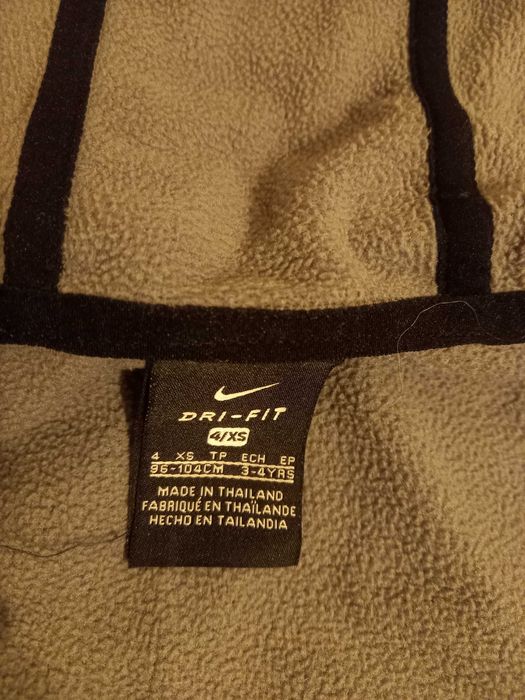 DRI-FIT
4/XS
4 XS TP ECH EP
96-104CM 3-4YRS
MADE IN THAILAND
FABRIQUÉ EN THAÏLANDE
HECHO EN TAILANDIA